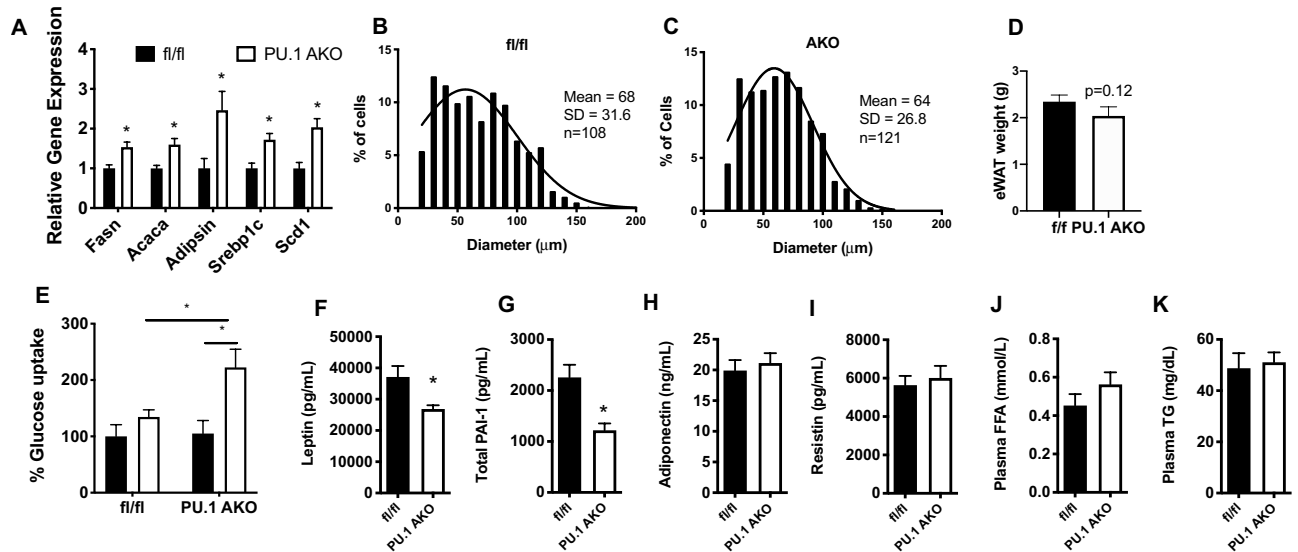 A
Relative Gene Expression
fl/fl
PU.1 AKO
4
3
2
1
0
*
*
*
*
*
Fasn
Acaca
Adipsin
Srebp1c
Scd1
B
fl/fl
% of cells
15
10
5
0
Mean = 68
SD = 31.6
n=108
0
50
100
150
200
Diameter (μm)
C
AKO
% of Cells
15
10
5
0
Mean = 64
SD = 26.8
n=121
0
50
100
150
200
Diameter (μm)
D
eWAT weight (g)
3
2
1
0
p=0.12
f/f PU.1 AKO
E
% Glucose uptake
300
200
100
0
*
*
fl/fl
PU.1 AKO
F
Leptin (pg/mL)
50000
40000
30000
20000
10000
0
*
fl/fl
PU.1 AKO
G
Total PAI-1 (pg/mL)
3000
2000
1000
0
*
fl/fl
PU.1 AKO
H
Adiponectin (ng/mL)
25
20
15
10
5
0
fl/fl
PU.1 AKO
I
Resistin (pg/mL)
8000
6000
4000
2000
0
fl/fl
PU.1 AKO
J
Plasma FFA (mmol/L)
0.8
0.6
0.4
0.2
0.0
fl/fl
PU.1 AKO
K
Plasma TG (mg/dL)
60
40
20
0
fl/fl
PU.1 AKO